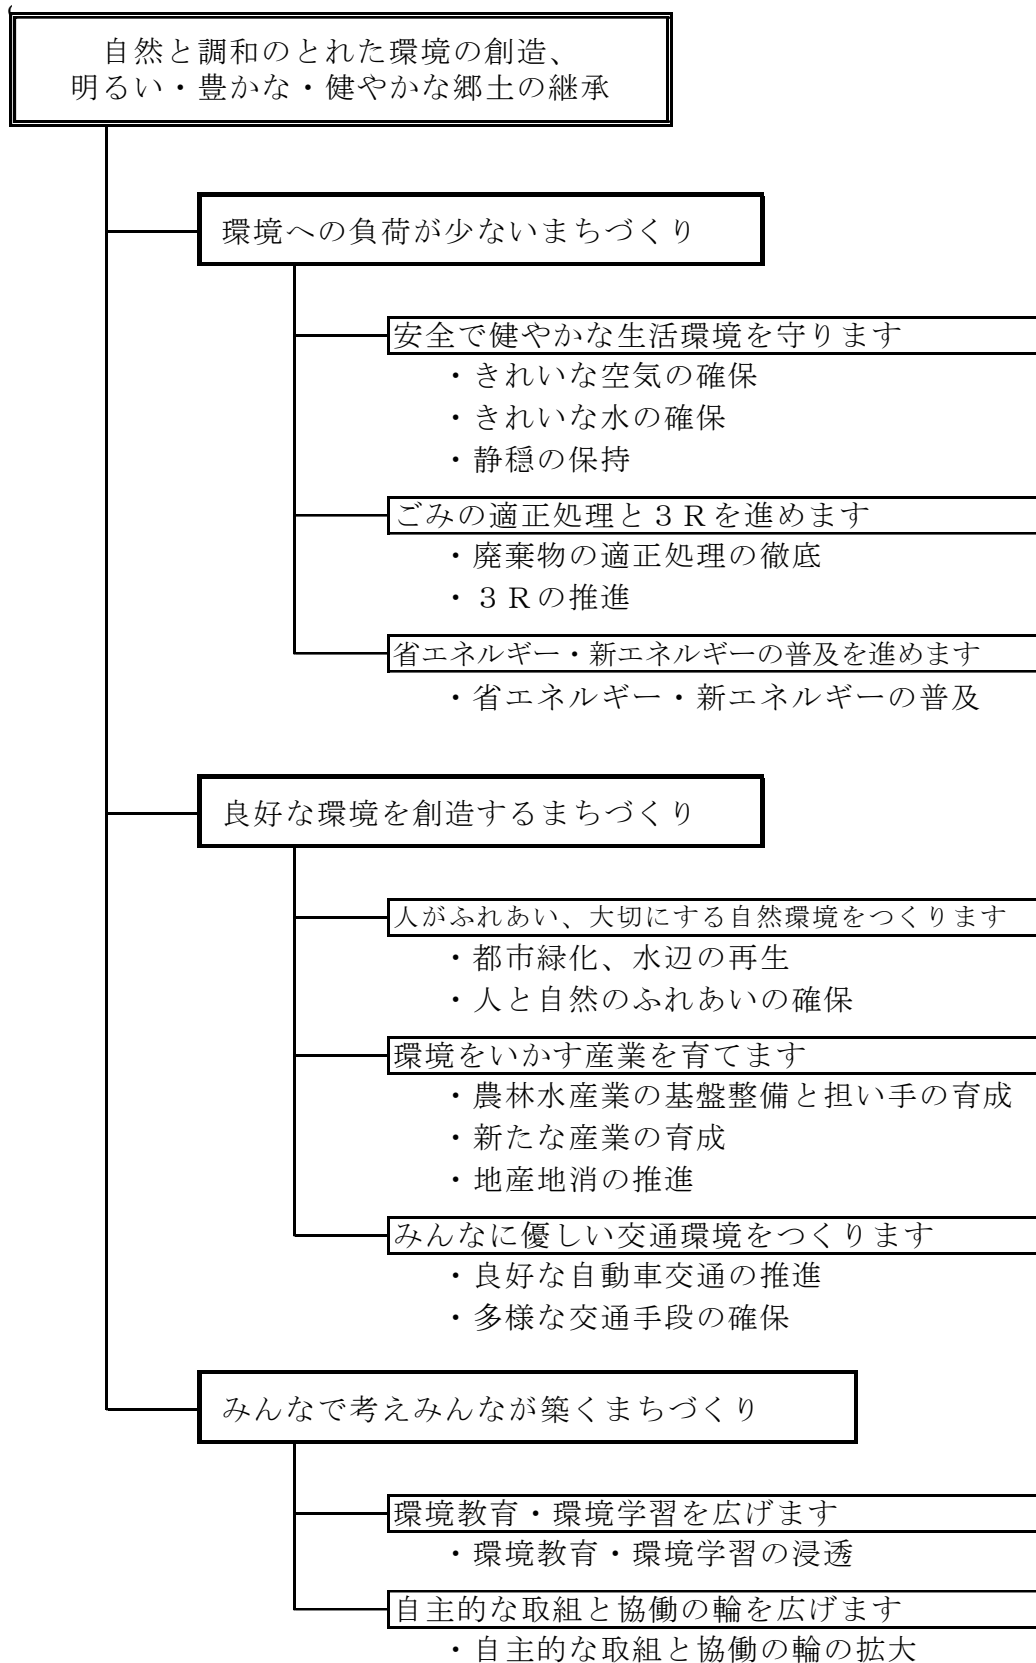 自然と調和のとれた環境の創造、
明るい・豊かな・健やかな郷土の継承
環境への負荷が少ないまちづくり
安全で健やかな生活環境を守ります
・きれいな空気の確保
・きれいな水の確保
・静穏の保持
ごみの適正処理と３Ｒを進めます
・廃棄物の適正処理の徹底
・３Ｒの推進
省エネルギー・新エネルギーの普及を進めます
・省エネルギー・新エネルギーの普及
良好な環境を創造するまちづくり
人がふれあい、大切にする自然環境をつくります
・都市緑化、水辺の再生
・人と自然のふれあいの確保
環境をいかす産業を育てます
・農林水産業の基盤整備と担い手の育成
・新たな産業の育成
・地産地消の推進
みんなに優しい交通環境をつくります
・良好な自動車交通の推進
・多様な交通手段の確保
みんなで考えみんなが築くまちづくり
環境教育・環境学習を広げます
・環境教育・環境学習の浸透
自主的な取組と協働の輪を広げます
・自主的な取組と協働の輪の拡大